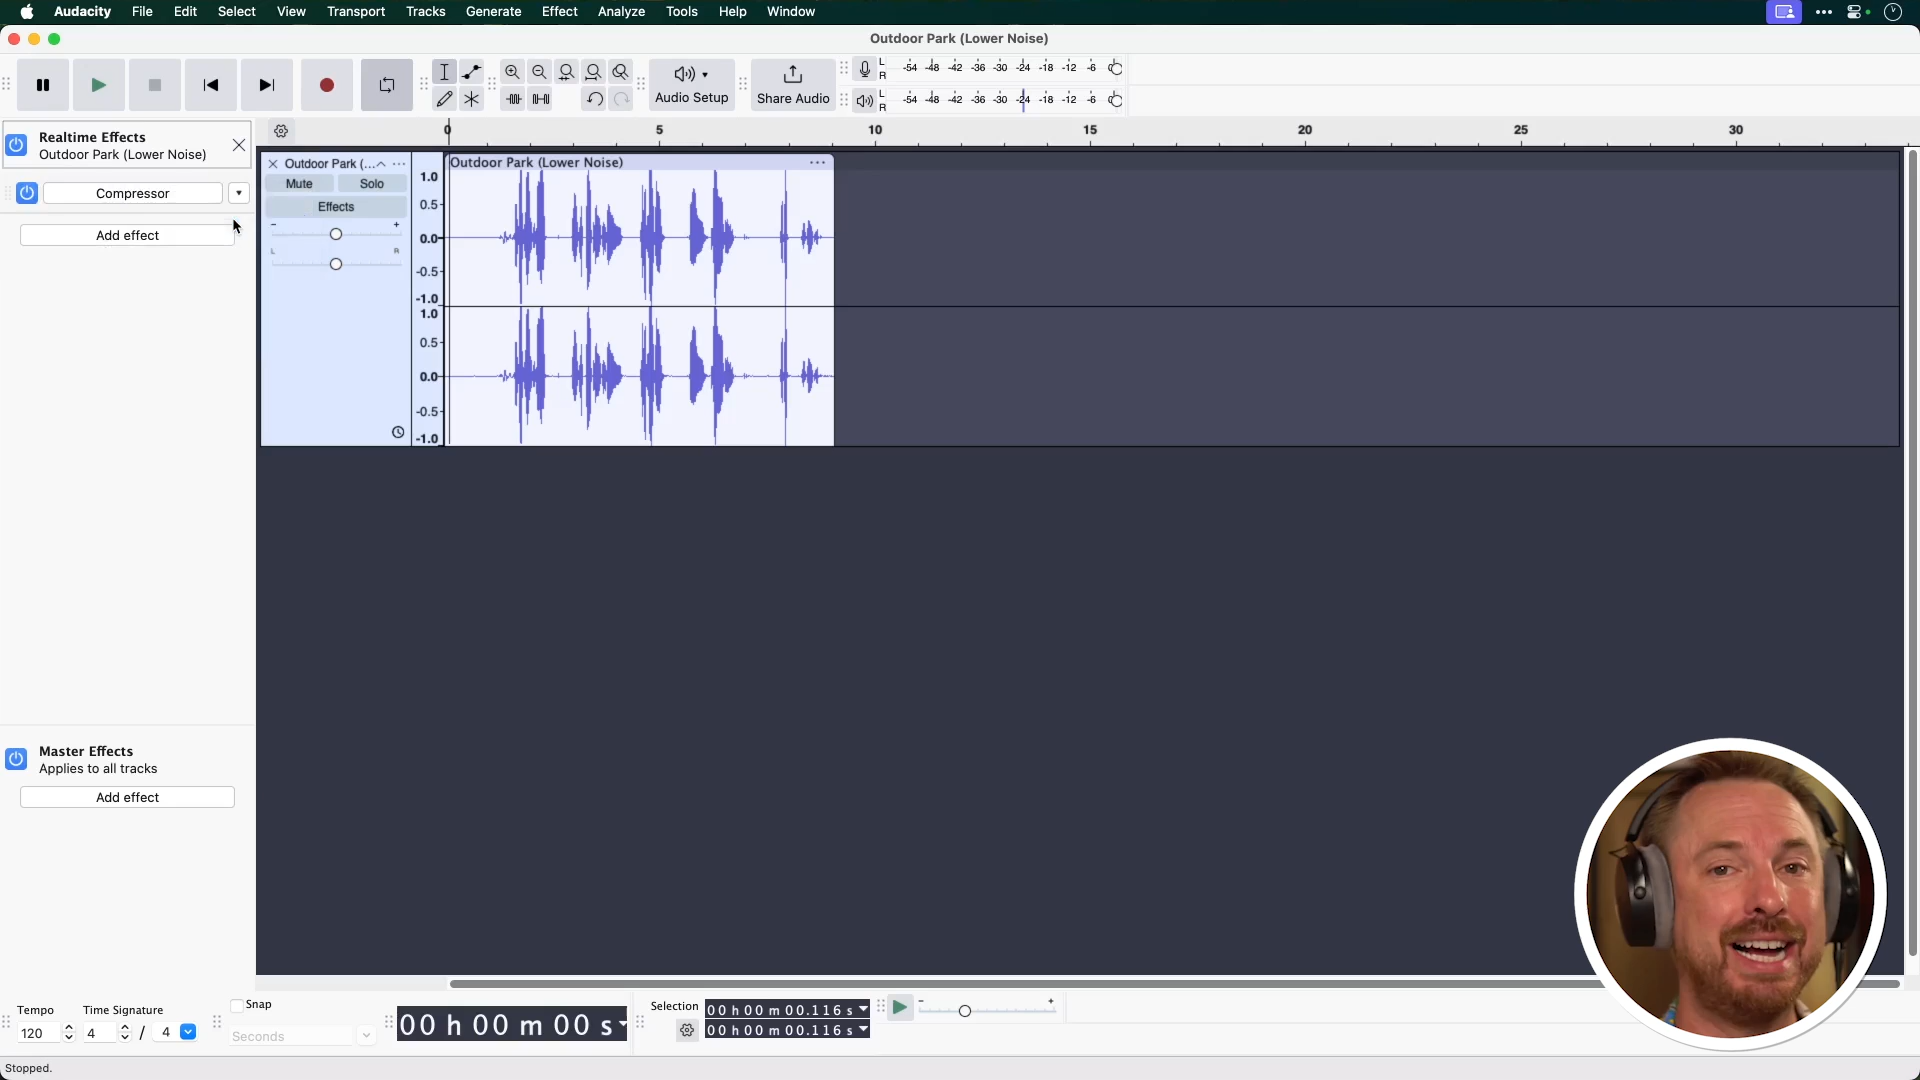 Audacity File Edit Select View Transport Tracks Generate Effect Analyze Tools Help Window
Outdoor Park (Lower Noise)
Audio Setup
Share Audio
L
R
-54 -48 -42 -36 -30 -24 -18 -12 -6 0
L
R
-54 -48 -42 -36 -30 -24 -18 -12 -6 0
Realtime Effects
Outdoor Park (Lower Noise)
Compressor
Add effect
0 5 10 15 20 25 30
Outdoor Park (...
Mute Solo
Effects
- +
L R
Outdoor Park (Lower Noise)
1.0
0.5
0.0
-0.5
-1.0
1.0
0.5
0.0
-0.5
-1.0
Master Effects
Applies to all tracks
Add effect
Tempo
120
Time Signature
4 / 4
Snap
Seconds
00 h 00 m 00 s
Selection
00 h 00 m 00.116 s
00 h 00 m 00.116 s
- +
Stopped.